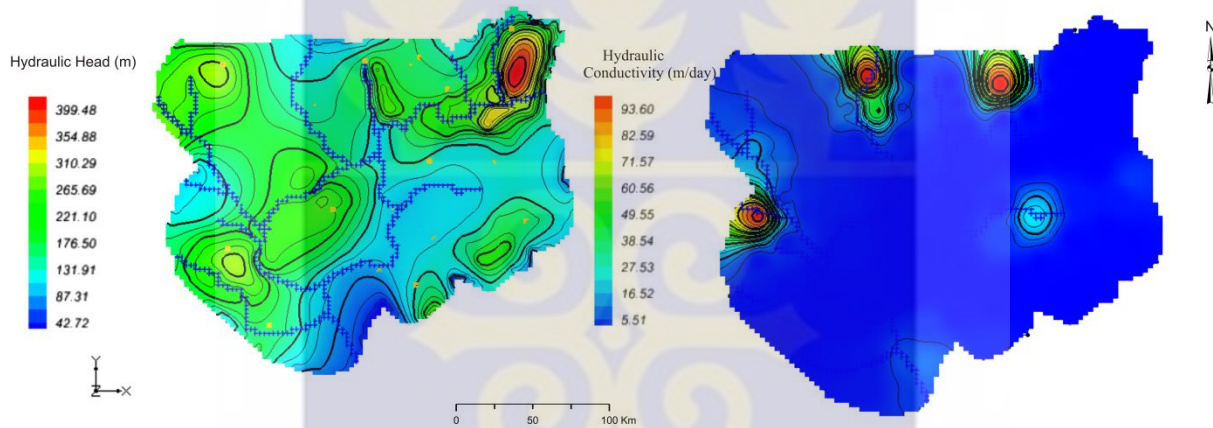 Hydraulic Head (m)
399.48
354.88
310.29
265.69
221.10
176.50
131.91
87.31
42.72
Y
Z X
0 50 100 Km
Hydraulic
Conductivity (m/day)
93.60
82.59
71.57
60.56
49.55
38.54
27.53
16.52
5.51
N